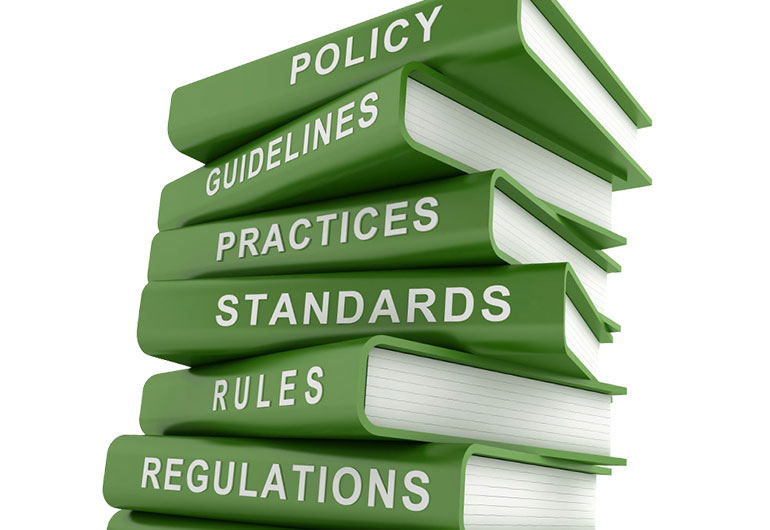 POLICY
GUIDELINES
PRACTICES
STANDARDS
RULES
REGULATIONS